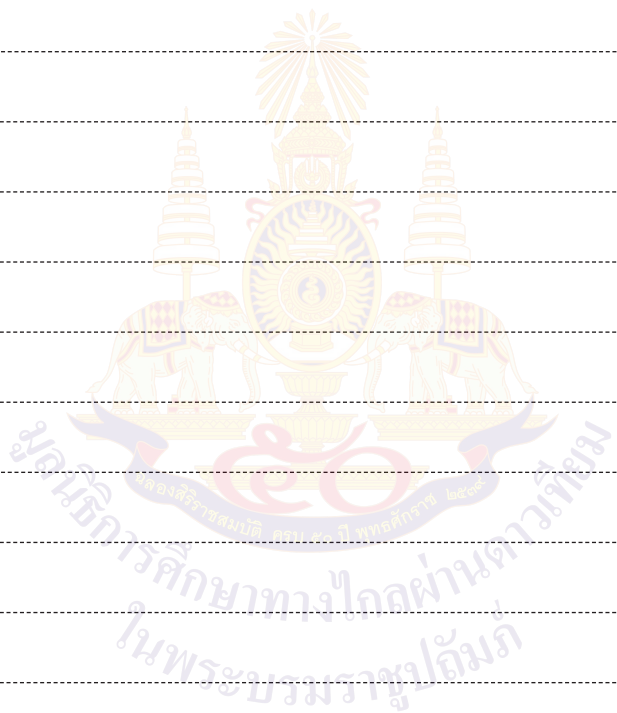 ฉลองสิริราชสมบัติ ครบ ๕๐ ปี พุทธศักราช ๒๕๓๙
มูลนิธิการศึกษาทางไกลผ่านดาวเทียม
ในพระบรมราชูปถัมภ์